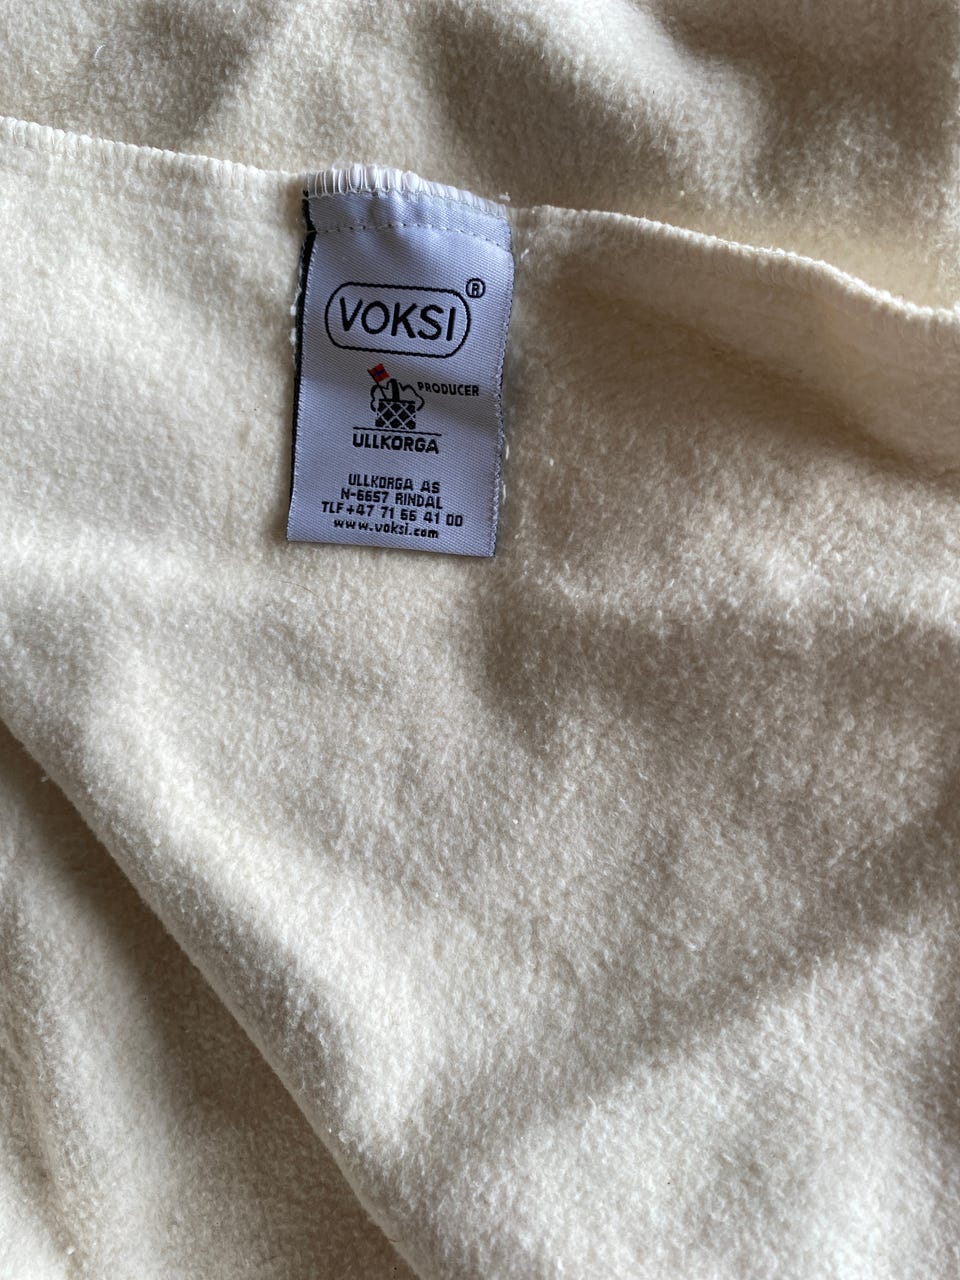 VOKSI ®
PRODUCER
ULLKORGA
ULLKORGA AS
N-6657 RINDAL
TLF +47 71 66 41 00
www.voksi.com